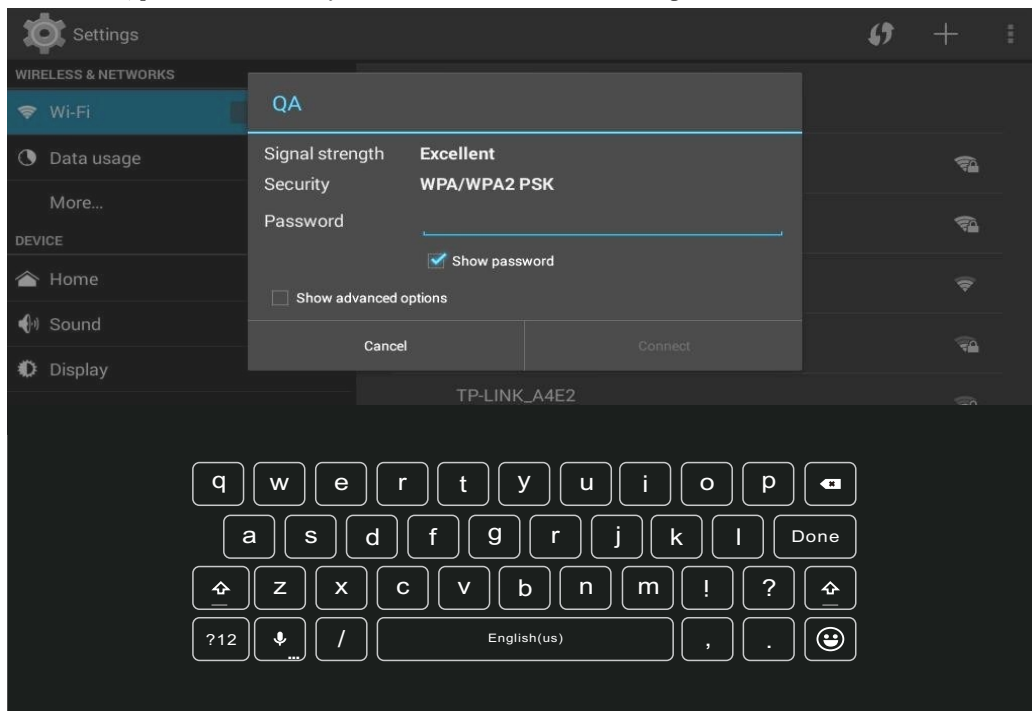 Settings
WIRELESS & NETWORKS
Wi-Fi
Data usage
More...
DEVICE
Home
Sound
Display
QA
Signal strength Excellent
Security WPA/WPA2 PSK
Password
Show password
Show advanced options
Cancel Connect
TP-LINK_A4E2
q w e r t y u i o p
a s d f g r j k l Done
z x c v b n m ! ?
?12 ... / English(us) , .